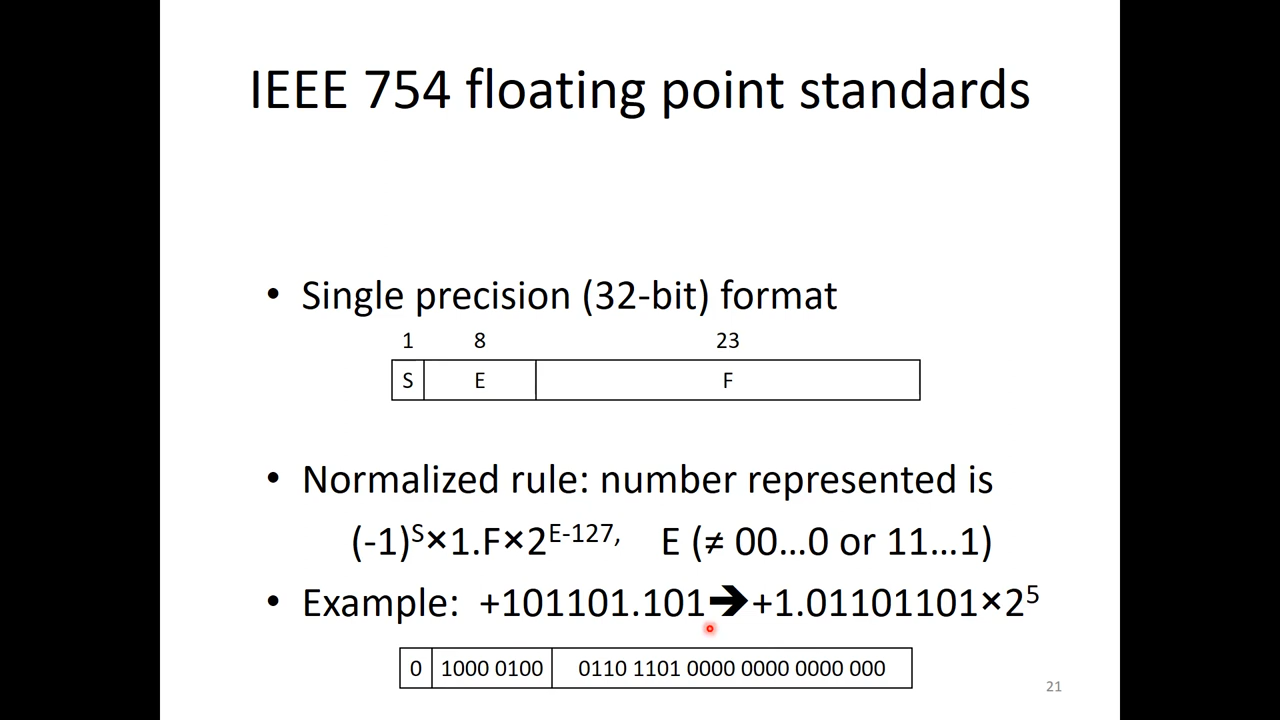 IEEE 754 floating point standards
• Single precision (32-bit) format
1 8 23
S E F
• Normalized rule: number represented is
(-1)^S×1.F×2^E-127, E (≠ 00…0 or 11…1)
• Example: +101101.101➔+1.01101101×2^5
0 1000 0100 0110 1101 0000 0000 0000 000
21